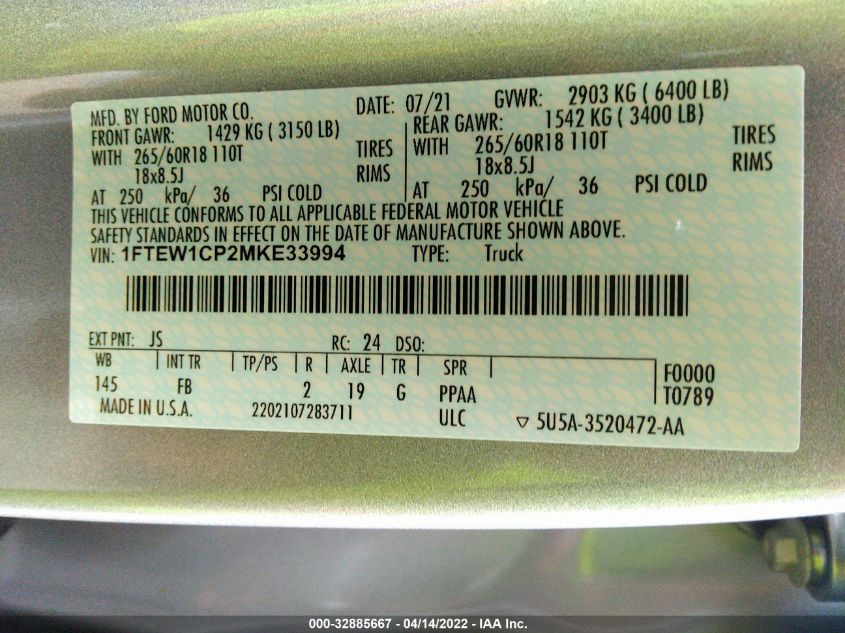 MFD. BY FORD MOTOR CO. DATE: 07/21 GVWR: 2903 KG ( 6400 LB)
FRONT GAWR: 1429 KG ( 3150 LB) REAR GAWR: 1542 KG ( 3400 LB)
WITH 265/60R18 110T TIRES WITH 265/60R18 110T TIRES
18x8.5J RIMS 18x8.5J RIMS
AT 250 kPa/ 36 PSI COLD AT 250 kPa/ 36 PSI COLD
THIS VEHICLE CONFORMS TO ALL APPLICABLE FEDERAL MOTOR VEHICLE
SAFETY STANDARDS IN EFFECT ON THE DATE OF MANUFACTURE SHOWN ABOVE.
VIN: 1FTEW1CP2MKE33994 TYPE: Truck
EXT PNT: JS RC: 24 DSO:
WB INT TR TP/PS R AXLE TR SPR F0000
145 FB 2 19 G PPAA T0789
MADE IN U.S.A. 2202107283711 ULC ▽ 5U5A-3520472-AA
000-32885667 - 04/14/2022 - IAA Inc.